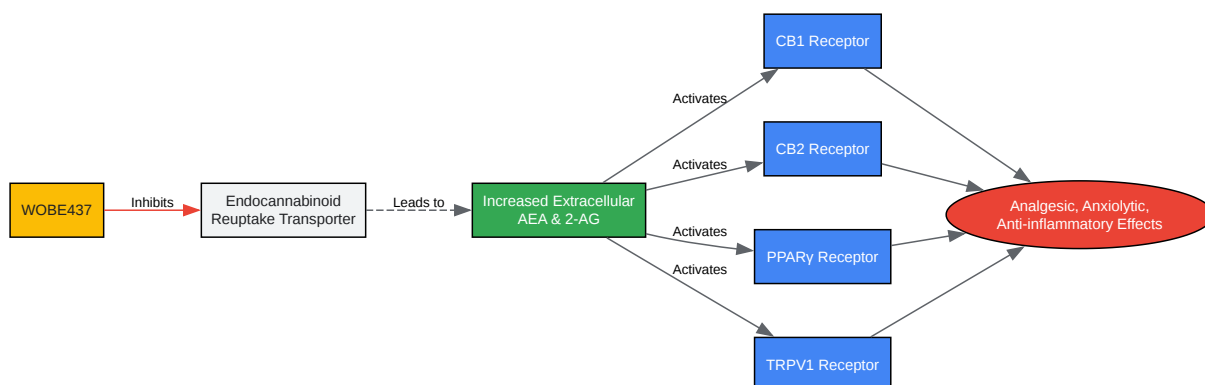 WOBE437
Inhibits
Endocannabinoid
Reuptake Transporter
Leads to
Increased Extracellular
AEA & 2-AG
Activates
Activates
Activates
Activates
CB1 Receptor
CB2 Receptor
PPARγ Receptor
TRPV1 Receptor
Analgesic, Anxiolytic,
Anti-inflammatory Effects